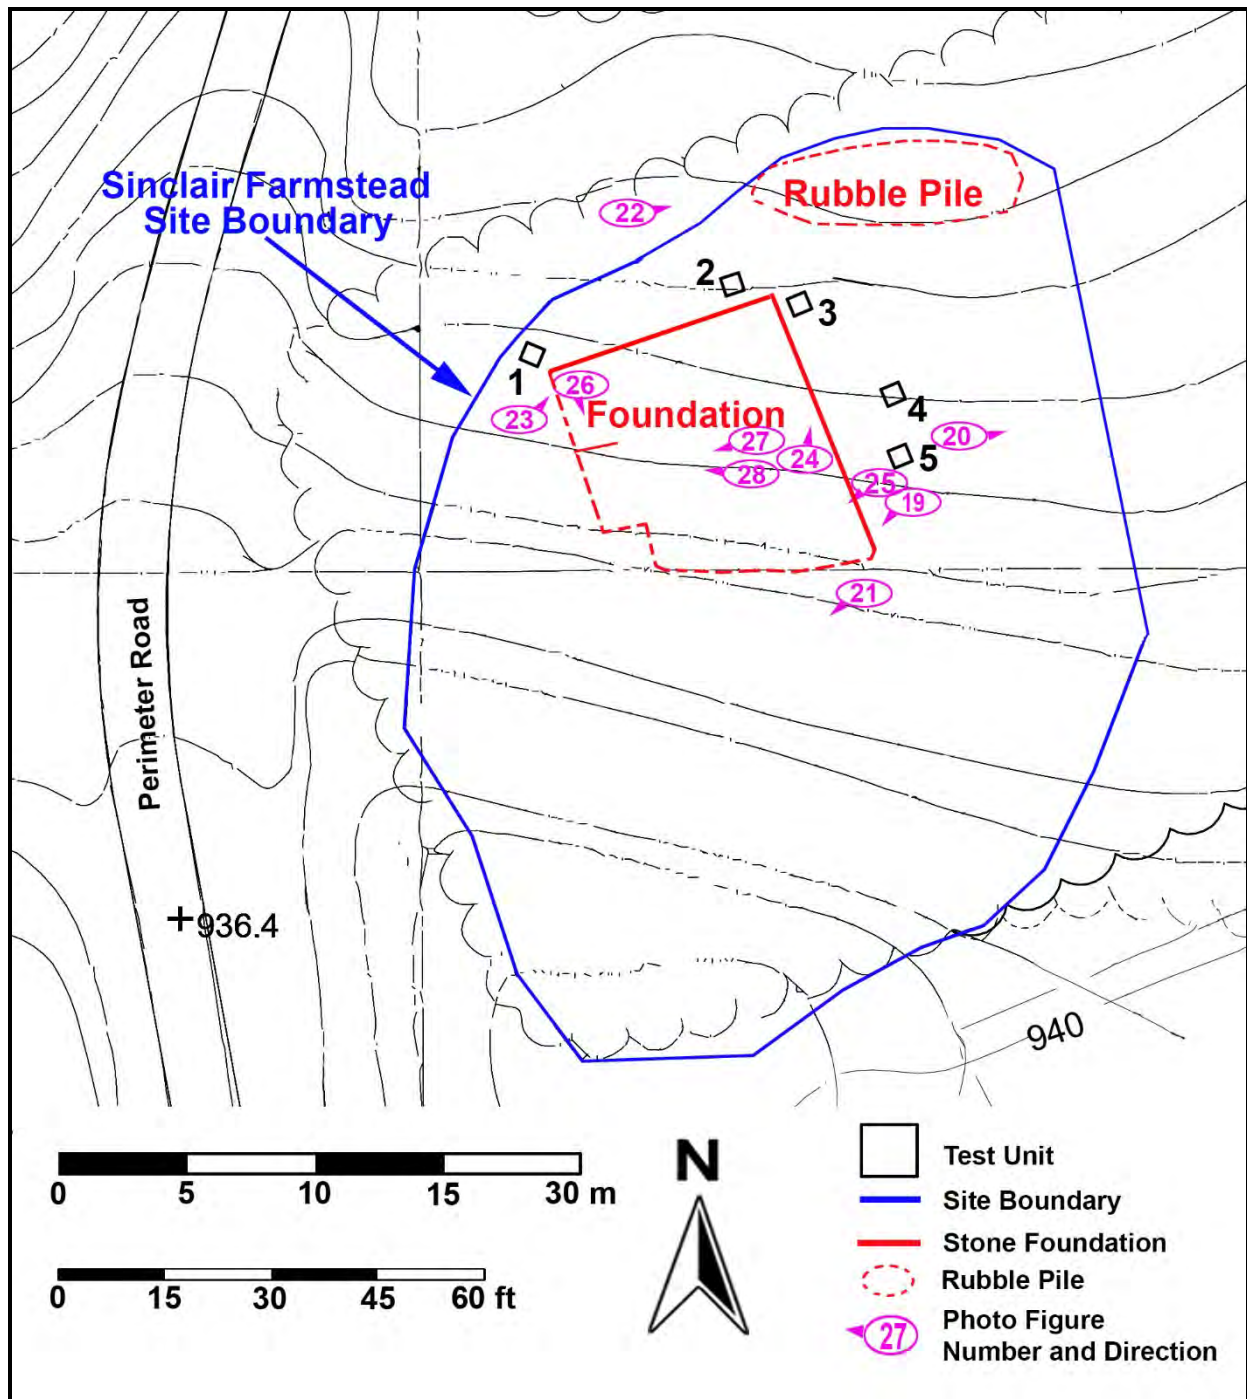 Sinclair Farmstead
Site Boundary
Rubble Pile
22
2
3
1
26
23
Foundation
4
27
20
24
5
28
25
19
21
Perimeter Road
936.4
940
N
0 5 10 15 30 m
0 15 30 45 60 ft
Test Unit
Site Boundary
Stone Foundation
Rubble Pile
27
Photo Figure
Number and Direction